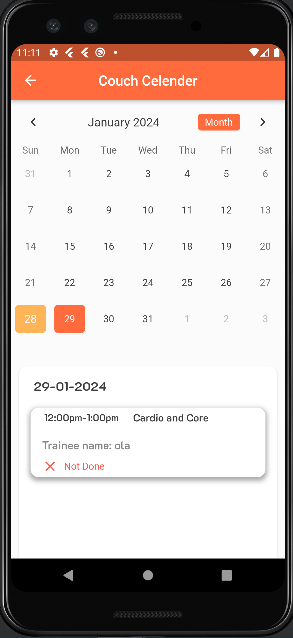 11:11
Couch Celender
January 2024 Month
Sun Mon Tue Wed Thu Fri Sat
31 1 2 3 4 5 6
7 8 9 10 11 12 13
14 15 16 17 18 19 20
21 22 23 24 25 26 27
28 29 30 31 1 2 3
29-01-2024
12:00pm-1:00pm Cardio and Core
Trainee name: ola
Not Done